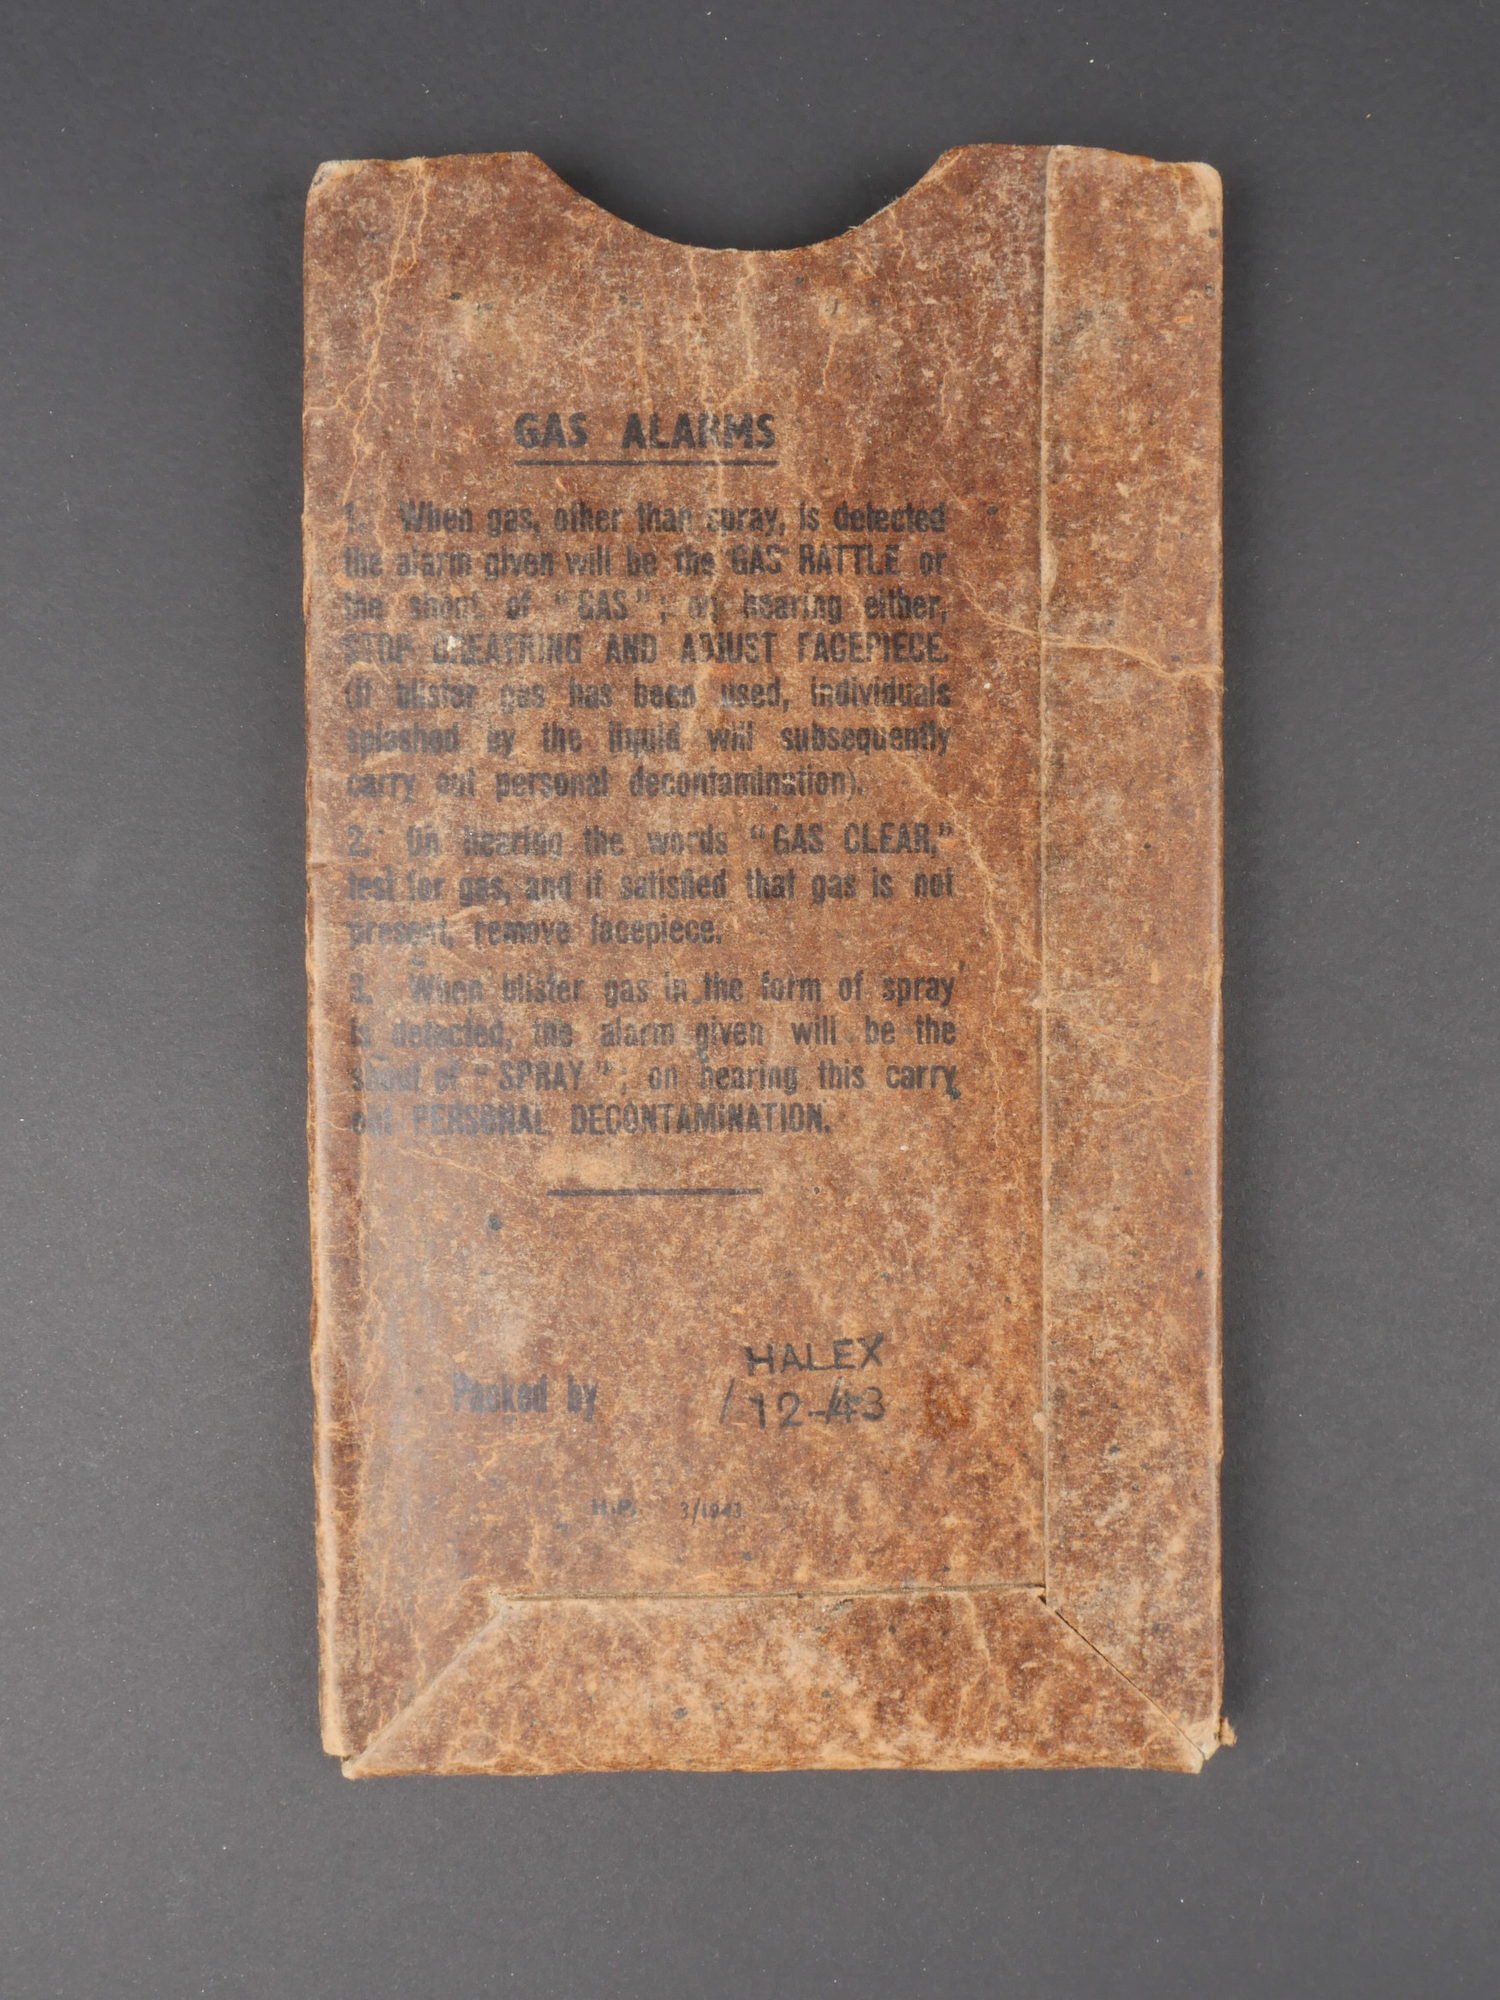 GAS ALARMS
1. When gas, other than spray, is detected
the alarm given will be the GAS RATTLE or
the shout of "GAS"; on hearing either,
STOP BREATHING AND ADJUST FACEPIECE.
(If blister gas has been used, individuals
splashed by the liquid will subsequently
carry out personal decontamination).
2. On hearing the words "GAS CLEAR,"
test for gas, and if satisfied that gas is not
present, remove facepiece.
3. When blister gas in the form of spray
is detected, the alarm given will be the
shout of "SPRAY"; on hearing this carry
out PERSONAL DECONTAMINATION.
HALEX
Packed by / 12-43
H.P. 3/1943